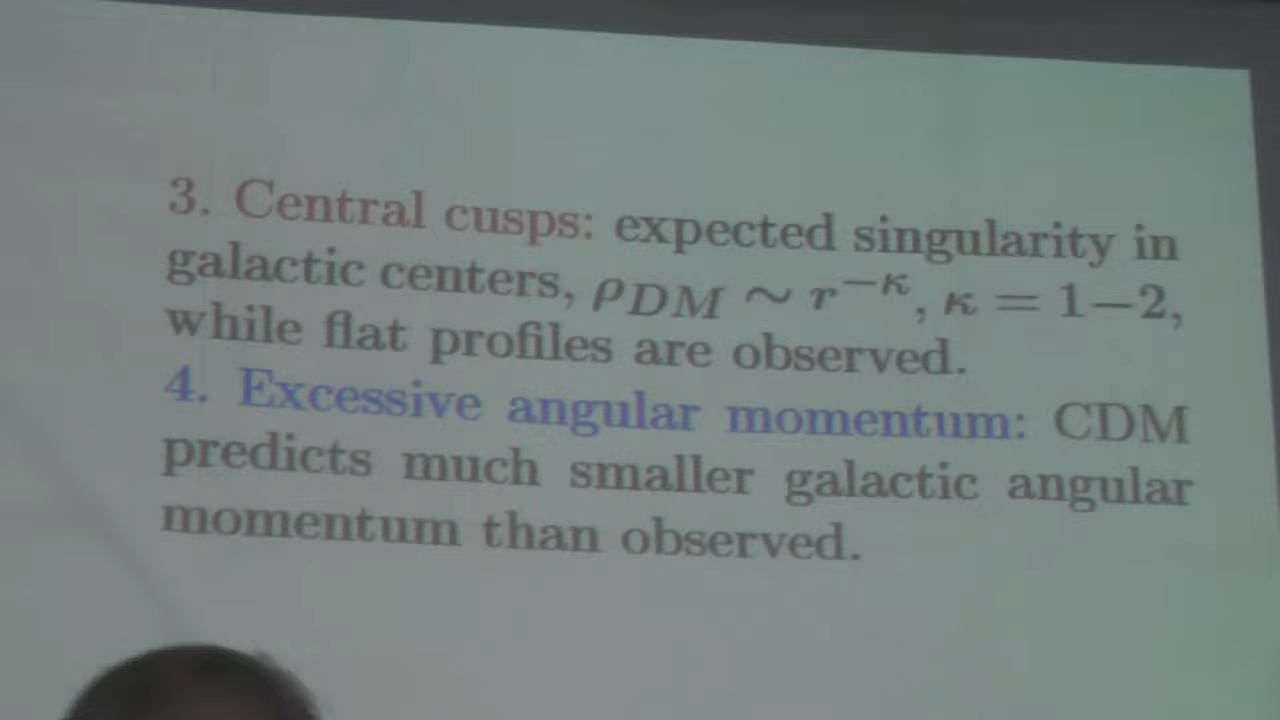 3. Central cusps: expected singularity in
galactic centers, ρDM ~ r^−κ, κ = 1−2,
while flat profiles are observed.
4. Excessive angular momentum: CDM
predicts much smaller galactic angular
momentum than observed.